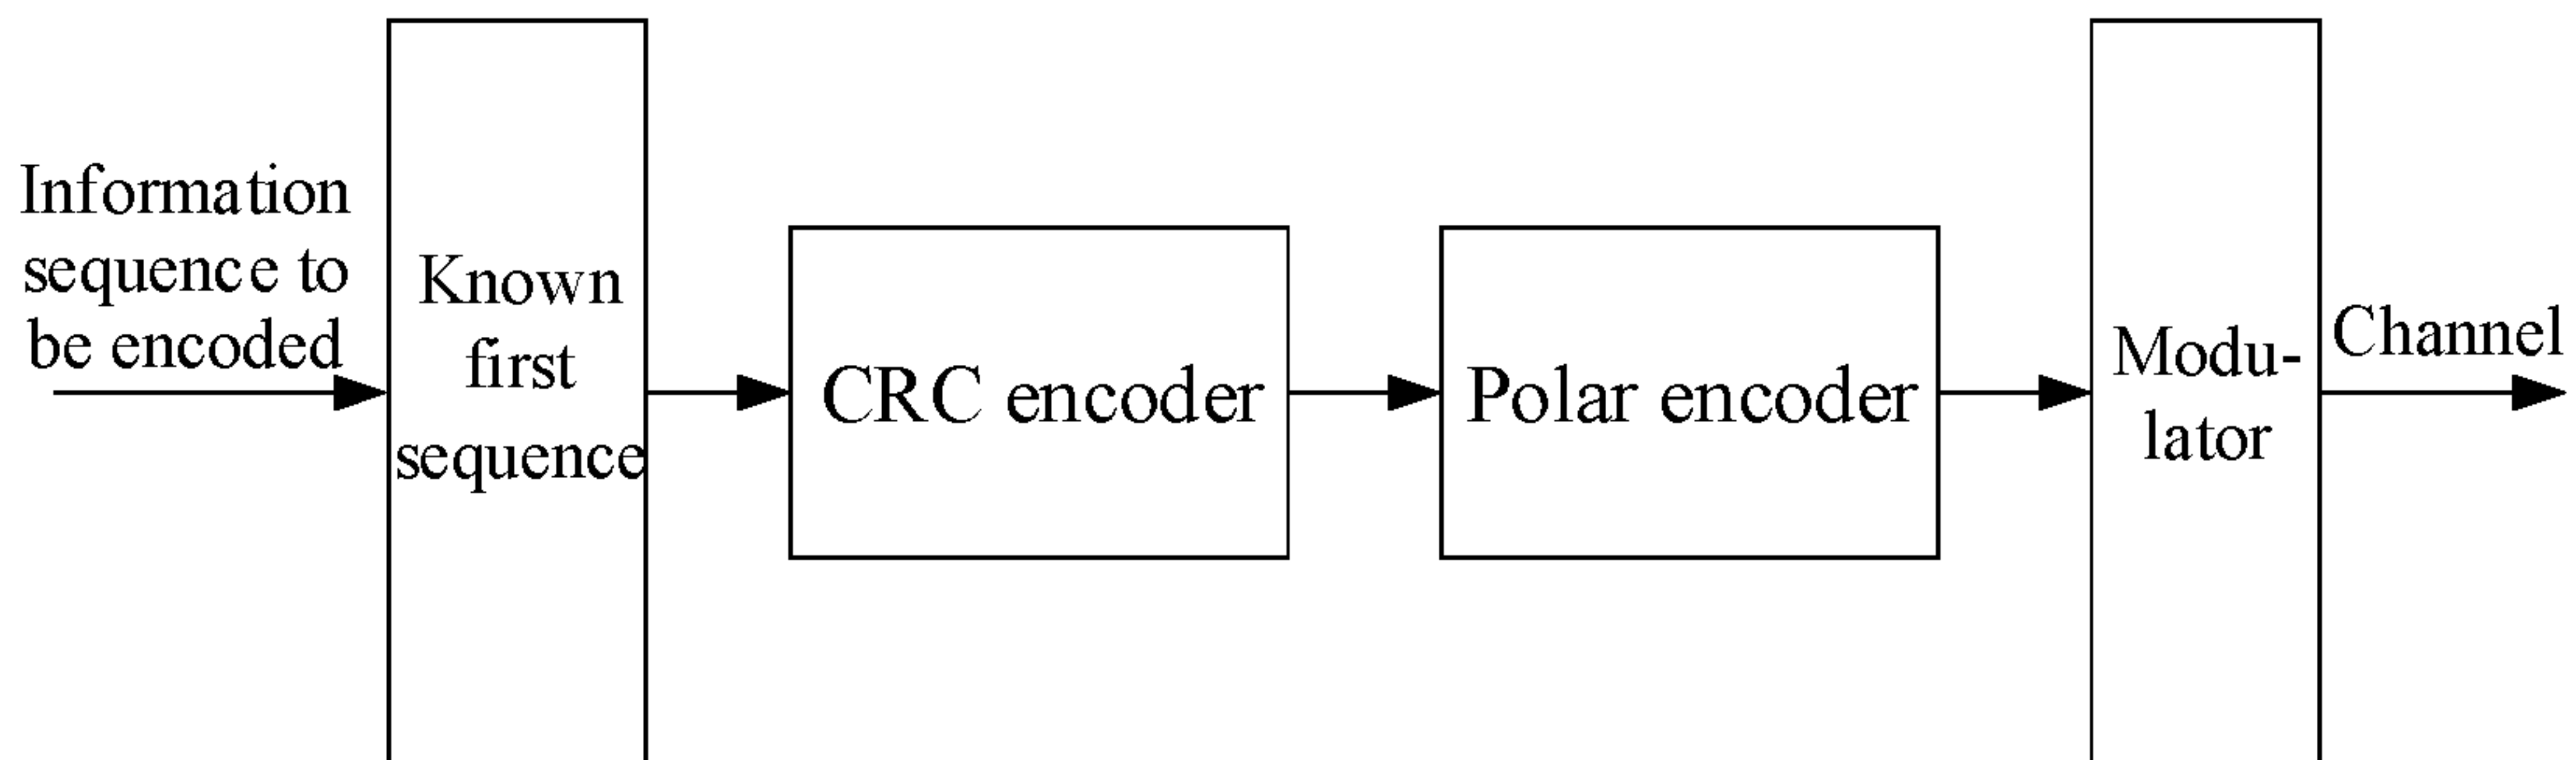 Information
sequence to
be encoded
Known
first
sequence
CRC encoder
Polar encoder
Modu-
lator
Channel